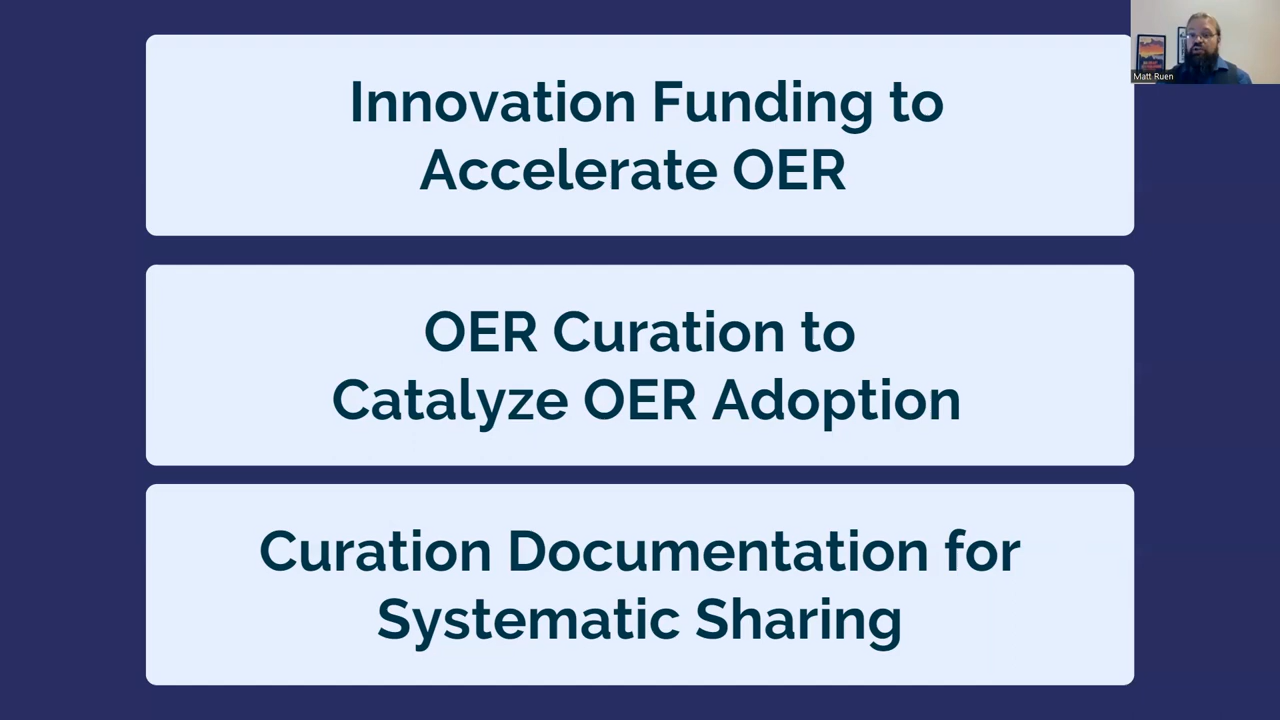 Innovation Funding to
Accelerate OER
Matt Ruen
OER Curation to
Catalyze OER Adoption
Curation Documentation for
Systematic Sharing